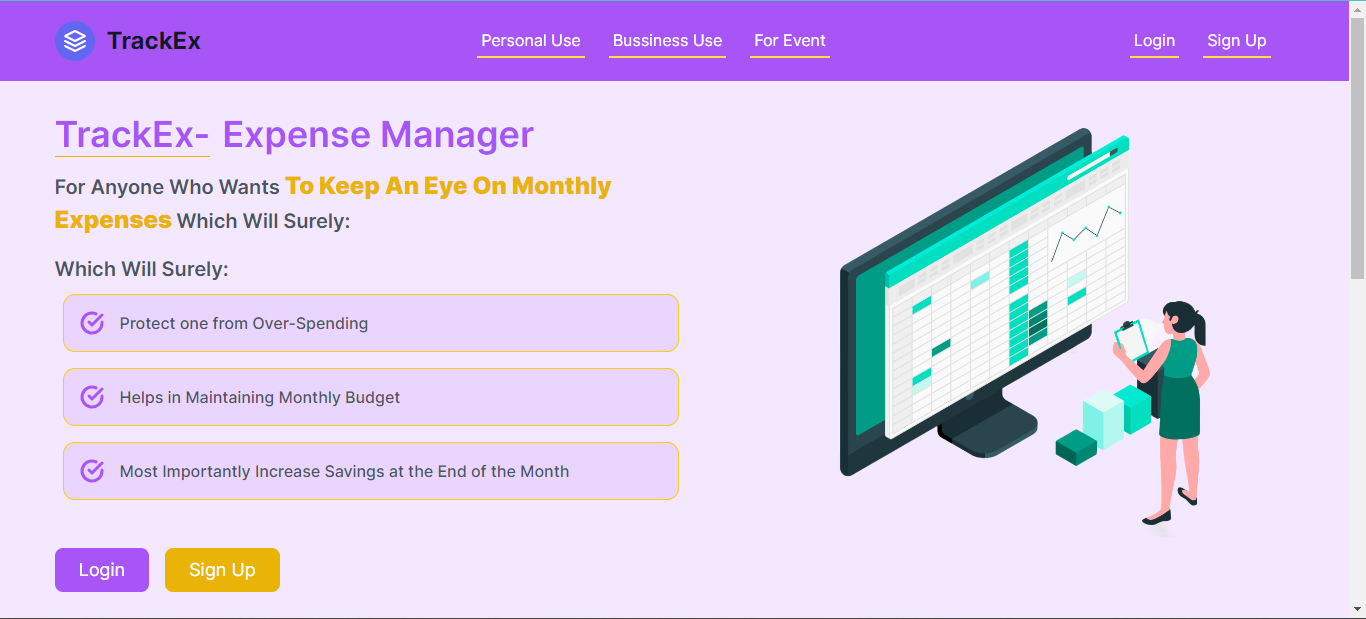 TrackEx
Personal Use
Bussiness Use
For Event
Login
Sign Up
TrackEx- Expense Manager
For Anyone Who Wants To Keep An Eye On Monthly
Expenses Which Will Surely:
Which Will Surely:
Protect one from Over-Spending
Helps in Maintaining Monthly Budget
Most Importantly Increase Savings at the End of the Month
Login
Sign Up